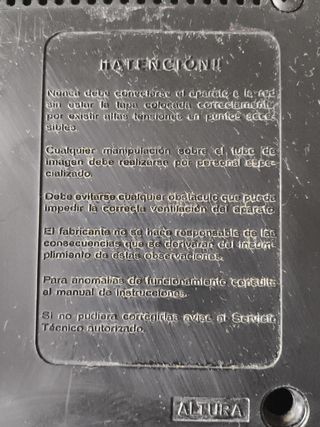 ¡¡ATENCIÓN!!
Nunca debe conectarse el aparato a la red
sin estar la tapa colocada correctamente
por existir altas tensiones en puntos acce-
sibles.
Cualquier manipulación sobre el tubo de
imagen debe realizarse por personal espe-
cializado.
Debe evitarse cualquier obstáculo que pueda
impedir la correcta ventilación del aparato.
El fabricante no se hace responsable de las
consecuencias que se derivaran del incum-
plimiento de estas observaciones.
Para anomalías de funcionamiento consulte
el manual de instrucciones.
Si no pudiera corregirlas avise al Servicio
Técnico autorizado.
ALTURA